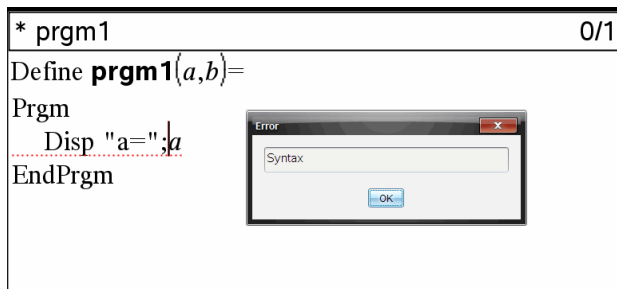 * prgm1 0/1
Define prgm1(a,b)=
Prgm
Disp "a=";a
EndPrgm
Error
x
Syntax
OK